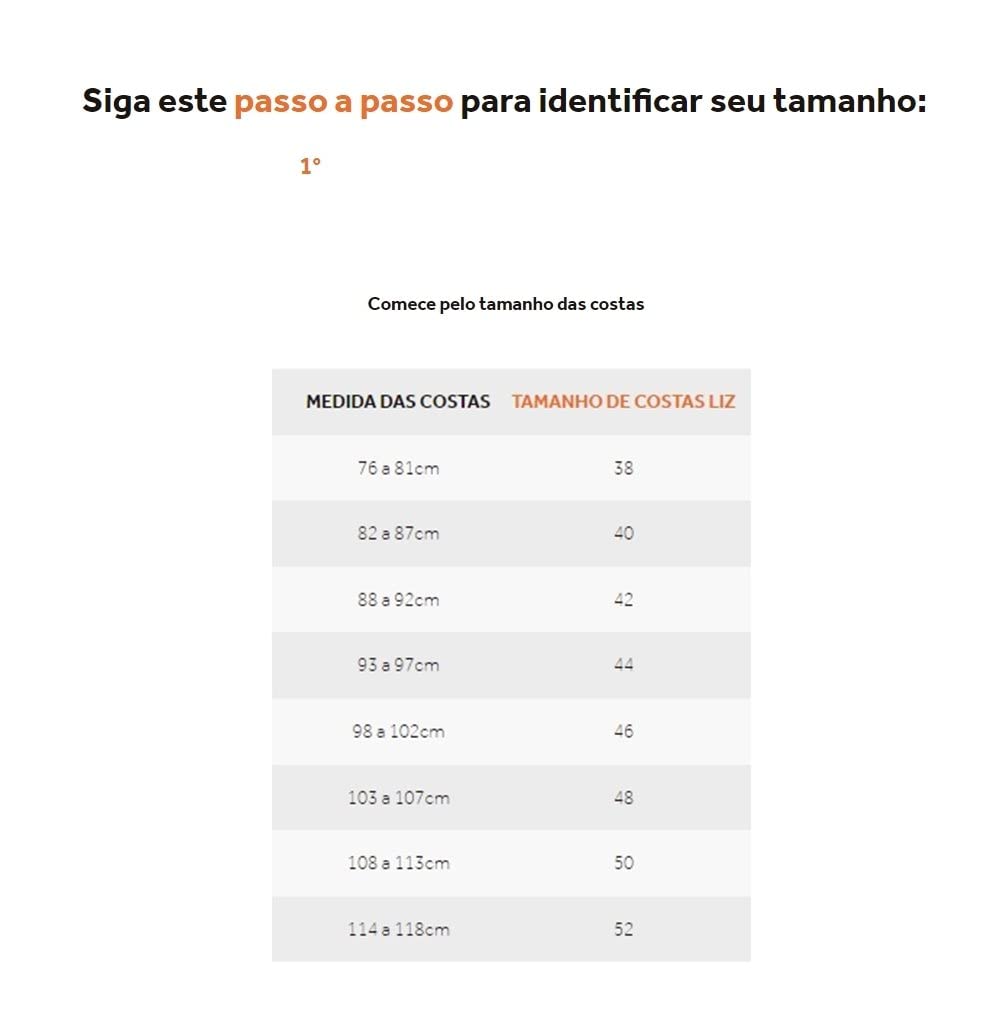 Siga este passo a passo para identificar seu tamanho:
1°
Comece pelo tamanho das costas
MEDIDA DAS COSTAS TAMANHO DE COSTAS LIZ
76 a 81cm 38
82 a 87cm 40
88 a 92cm 42
93 a 97cm 44
98 a 102cm 46
103 a 107cm 48
108 a 113cm 50
114 a 118cm 52